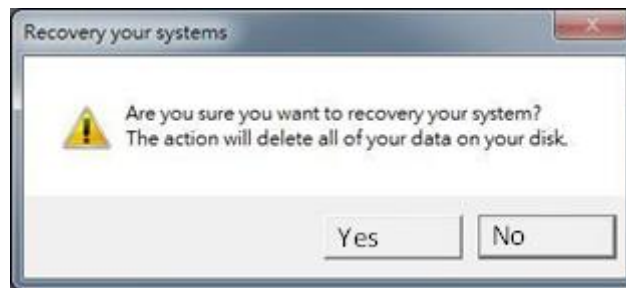 Recovery your systems
Are you sure you want to recovery your system?
The action will delete all of your data on your disk.
Yes
No